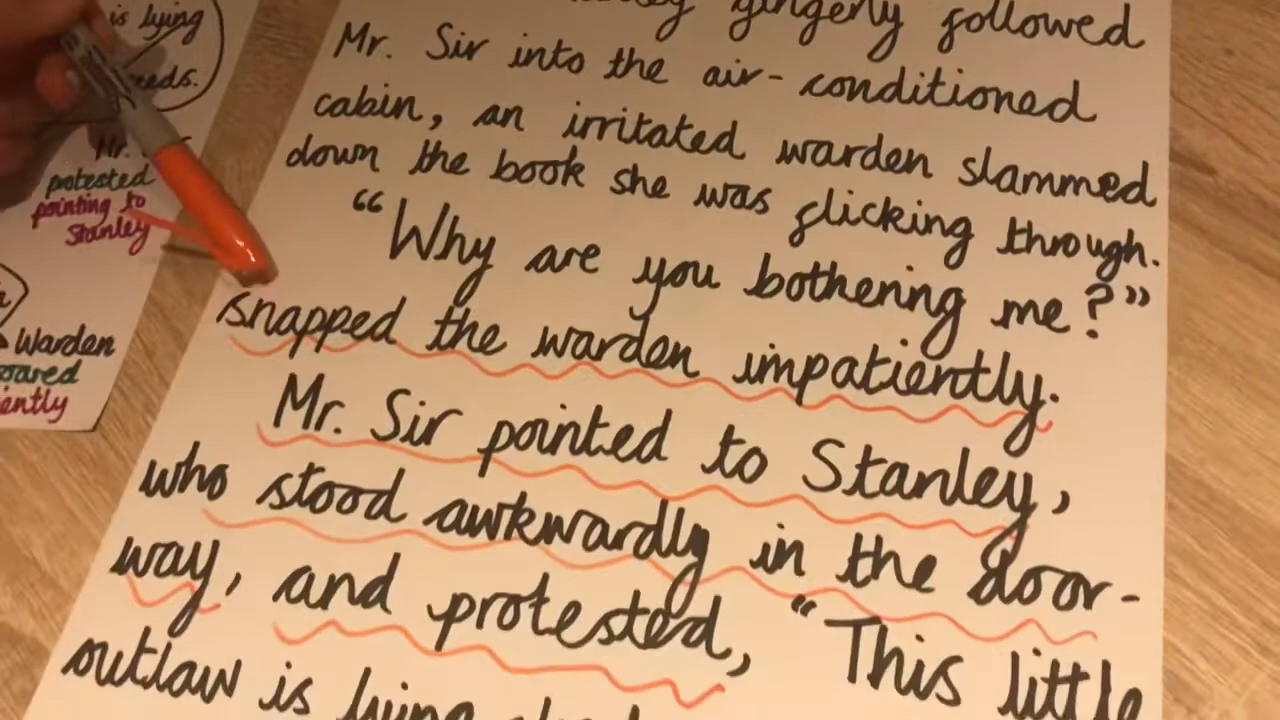 is lying
Mr.
protested
pointing to
Stanley
Warden
gingerly followed
Mr. Sir into the air-conditioned
cabin, an irritated warden slammed
down the book she was flicking through.
"Why are you bothering me?"
snapped the warden impatiently.
Mr. Sir pointed to Stanley,
who stood awkwardly in the door-
way, and protested, "This little
outlaw is lying